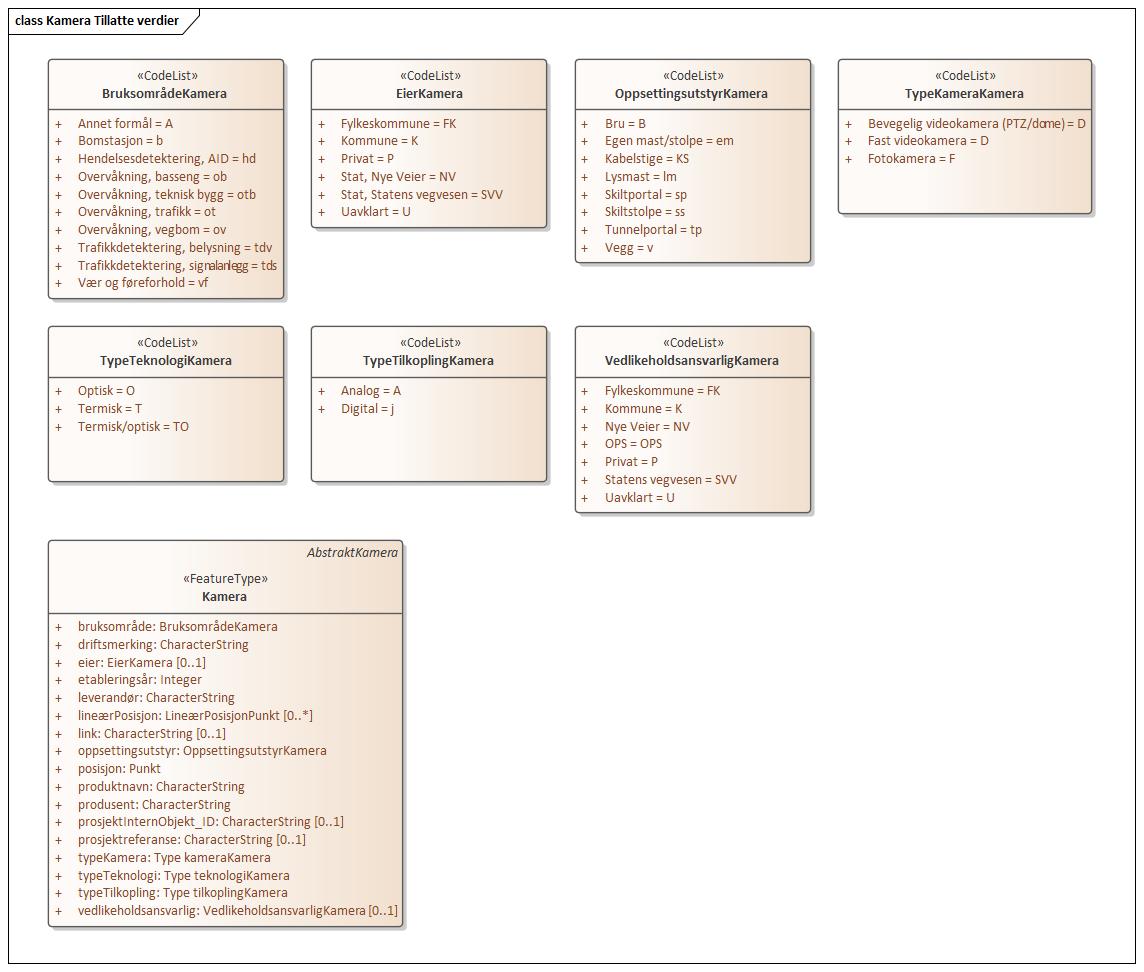 class Kamera Tillatte verdier
«CodeList»
BruksområdeKamera
+ Annet formål = A
+ Bomstasjon = b
+ Hendelsesdetektering, AID = hd
+ Overvåkning, basseng = ob
+ Overvåkning, teknisk bygg = otb
+ Overvåkning, trafikk = ot
+ Overvåkning, vegbom = ov
+ Trafikkdetektering, belysning = tdv
+ Trafikkdetektering, signalanlegg = tds
+ Vær og føreforhold = vf
«CodeList»
EierKamera
+ Fylkeskommune = FK
+ Kommune = K
+ Privat = P
+ Stat, Nye Veier = NV
+ Stat, Statens vegvesen = SVV
+ Uavklart = U
«CodeList»
OppsettingsutstyrKamera
+ Bru = B
+ Egen mast/stolpe = em
+ Kabelstige = KS
+ Lysmast = lm
+ Skiltportal = sp
+ Skiltstolpe = ss
+ Tunnelportal = tp
+ Vegg = v
«CodeList»
TypeKameraKamera
+ Bevegelig videokamera (PTZ/dome) = D
+ Fast videokamera = D
+ Fotokamera = F
«CodeList»
TypeTeknologiKamera
+ Optisk = O
+ Termisk = T
+ Termisk/optisk = TO
«CodeList»
TypeTilkoplingKamera
+ Analog = A
+ Digital = j
«CodeList»
VedlikeholdsansvarligKamera
+ Fylkeskommune = FK
+ Kommune = K
+ Nye Veier = NV
+ OPS = OPS
+ Privat = P
+ Statens vegvesen = SVV
+ Uavklart = U
AbstraktKamera
«FeatureType»
Kamera
+ bruksområde: BruksområdeKamera
+ driftsmerking: CharacterString
+ eier: EierKamera [0..1]
+ etableringsår: Integer
+ leverandør: CharacterString
+ lineærPosisjon: LineærPosisjonPunkt [0..*]
+ link: CharacterString [0..1]
+ oppsettingsutstyr: OppsettingsutstyrKamera
+ posisjon: Punkt
+ produktnavn: CharacterString
+ produsent: CharacterString
+ prosjektInternObjekt_ID: CharacterString [0..1]
+ prosjektreferanse: CharacterString [0..1]
+ typeKamera: Type kameraKamera
+ typeTeknologi: Type teknologiKamera
+ typeTilkopling: Type tilkoplingKamera
+ vedlikeholdsansvarlig: VedlikeholdsansvarligKamera [0..1]